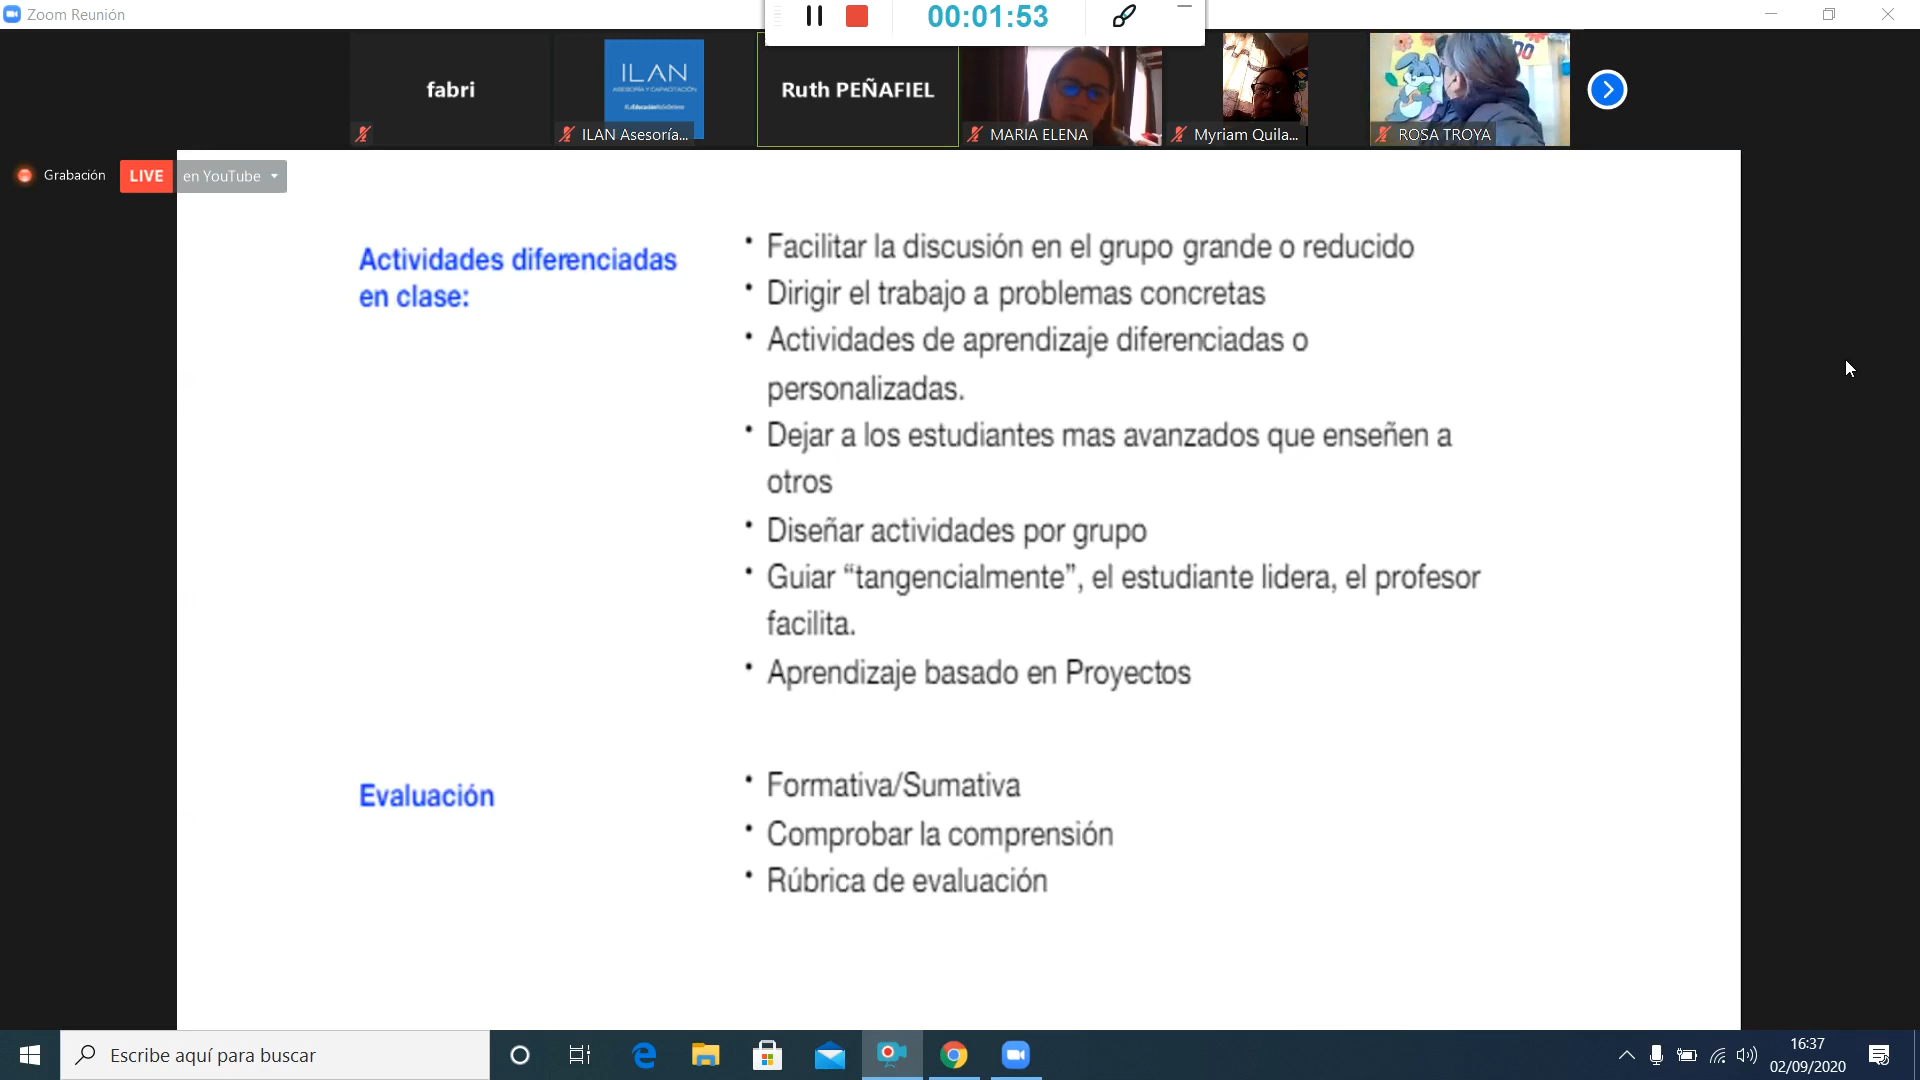 Zoom Reunión
00:01:53
fabri
ILAN
ASESORÍA Y CAPACITACIÓN
ILAN Asesoría...
Ruth PEÑAFIEL
MARIA ELENA
Myriam Quila...
ROSA TROYA
Grabación
LIVE
en YouTube
Actividades diferenciadas
en clase:
• Facilitar la discusión en el grupo grande o reducido
• Dirigir el trabajo a problemas concretas
• Actividades de aprendizaje diferenciadas o
personalizadas.
• Dejar a los estudiantes mas avanzados que enseñen a
otros
• Diseñar actividades por grupo
• Guiar “tangencialmente”, el estudiante lidera, el profesor
facilita.
• Aprendizaje basado en Proyectos
Evaluación
• Formativa/Sumativa
• Comprobar la comprensión
• Rúbrica de evaluación
Escribe aquí para buscar
16:37
02/09/2020